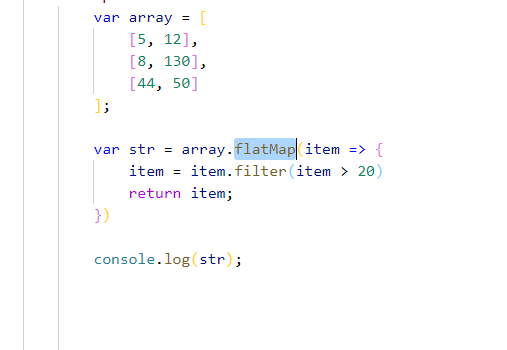 var array = [
[5, 12],
[8, 130],
[44, 50]
];
var str = array.flatMap(item => {
item = item.filter(item > 20)
return item;
})
console.log(str);